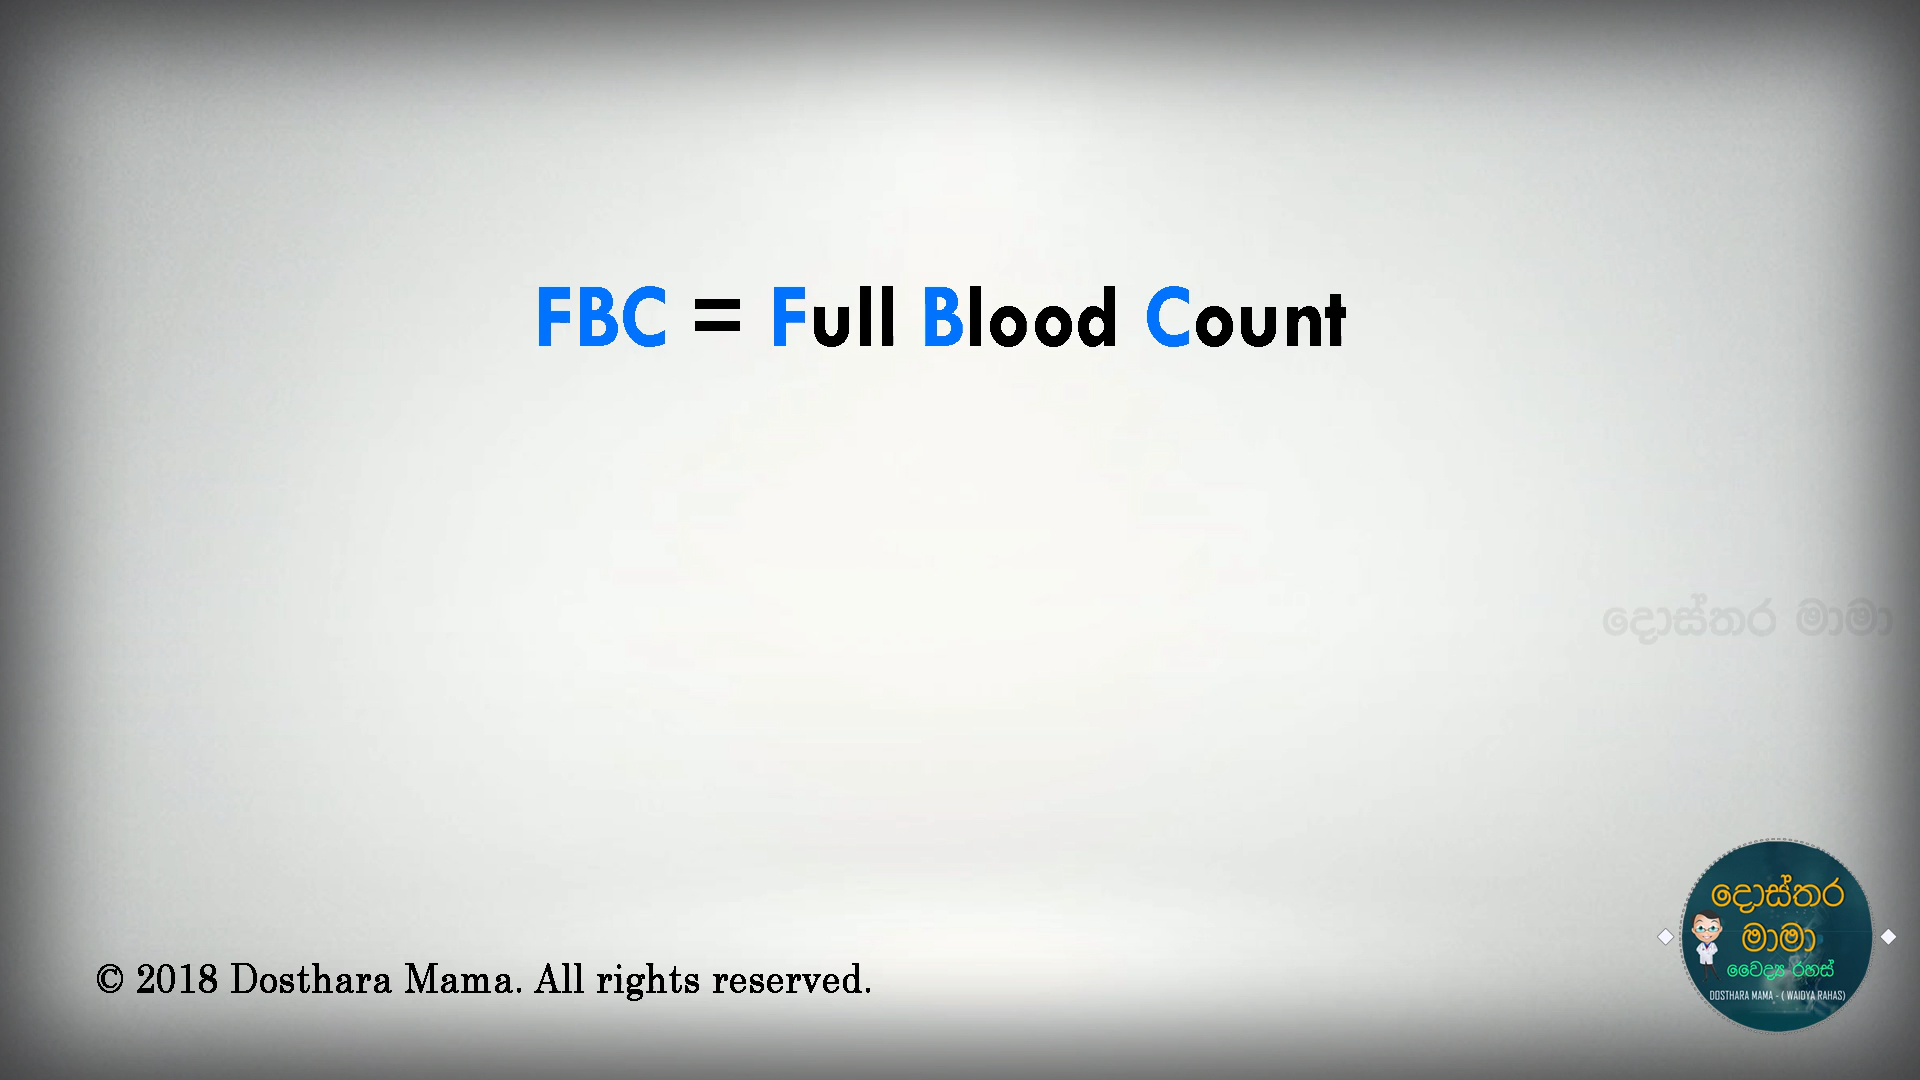 FBC = Full Blood Count
දොස්තර මාමා
දොස්තර
මාමා
වෛද්‍ය රහස්
DOSTHARA MAMA - ( WAIDYA RAHAS)
© 2018 Dosthara Mama. All rights reserved.